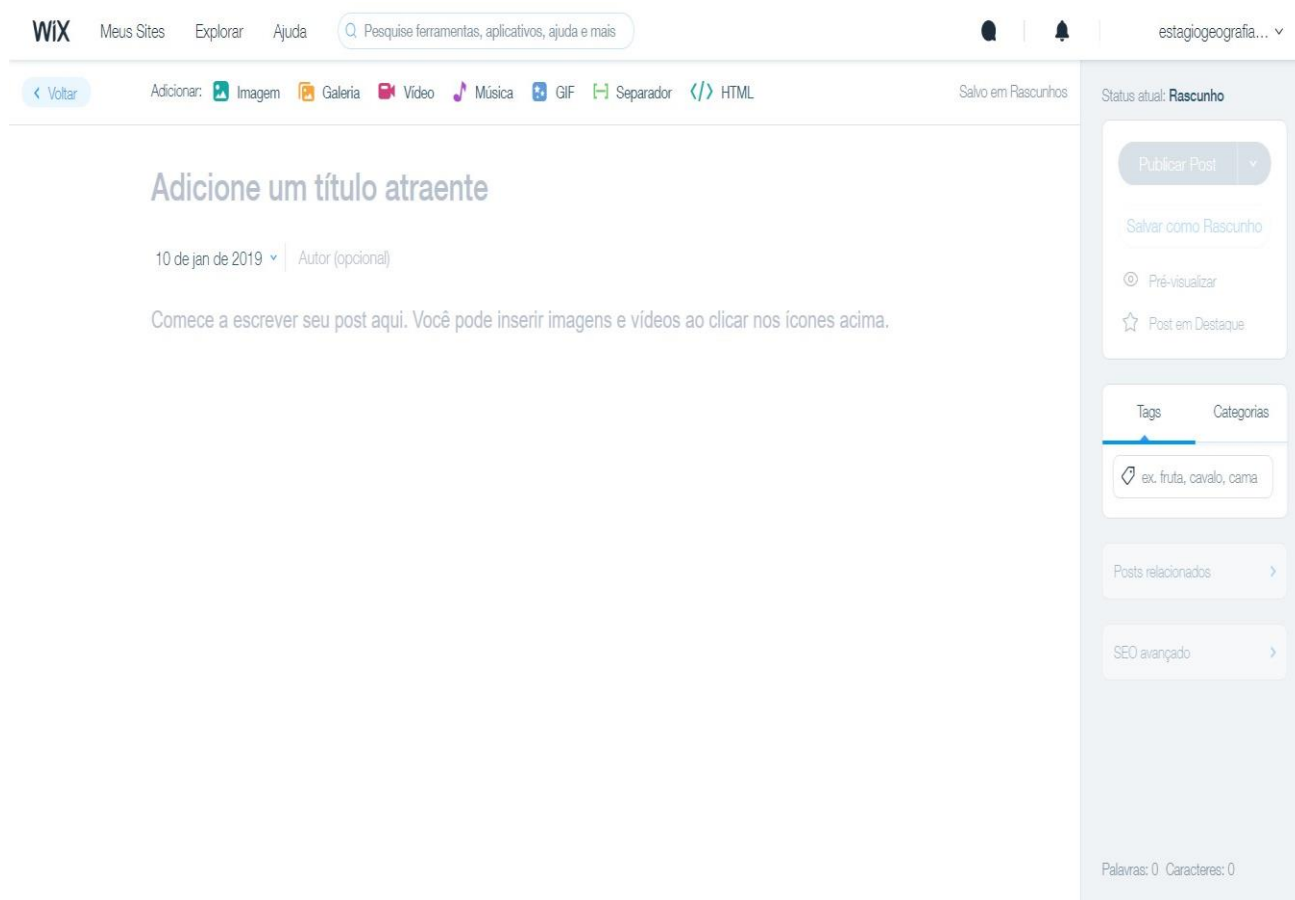 WiX Meus Sites Explorar Ajuda Pesquise ferramentas, aplicativos, ajuda e mais estagiogeografia...
Voltar Adicionar: Imagem Galeria Vídeo Música GIF Separador HTML Salvo em Rascunhos
Status atual: Rascunho
Publicar Post
Adicione um título atraente
Salvar como Rascunho
10 de jan de 2019 Autor (opcional)
Pré-visualizar
Comece a escrever seu post aqui. Você pode inserir imagens e vídeos ao clicar nos ícones acima.
Post em Destaque
Tags Categorias
ex. fruta, cavalo, cama
Posts relacionados
SEO avançado
Palavras: 0 Caracteres: 0